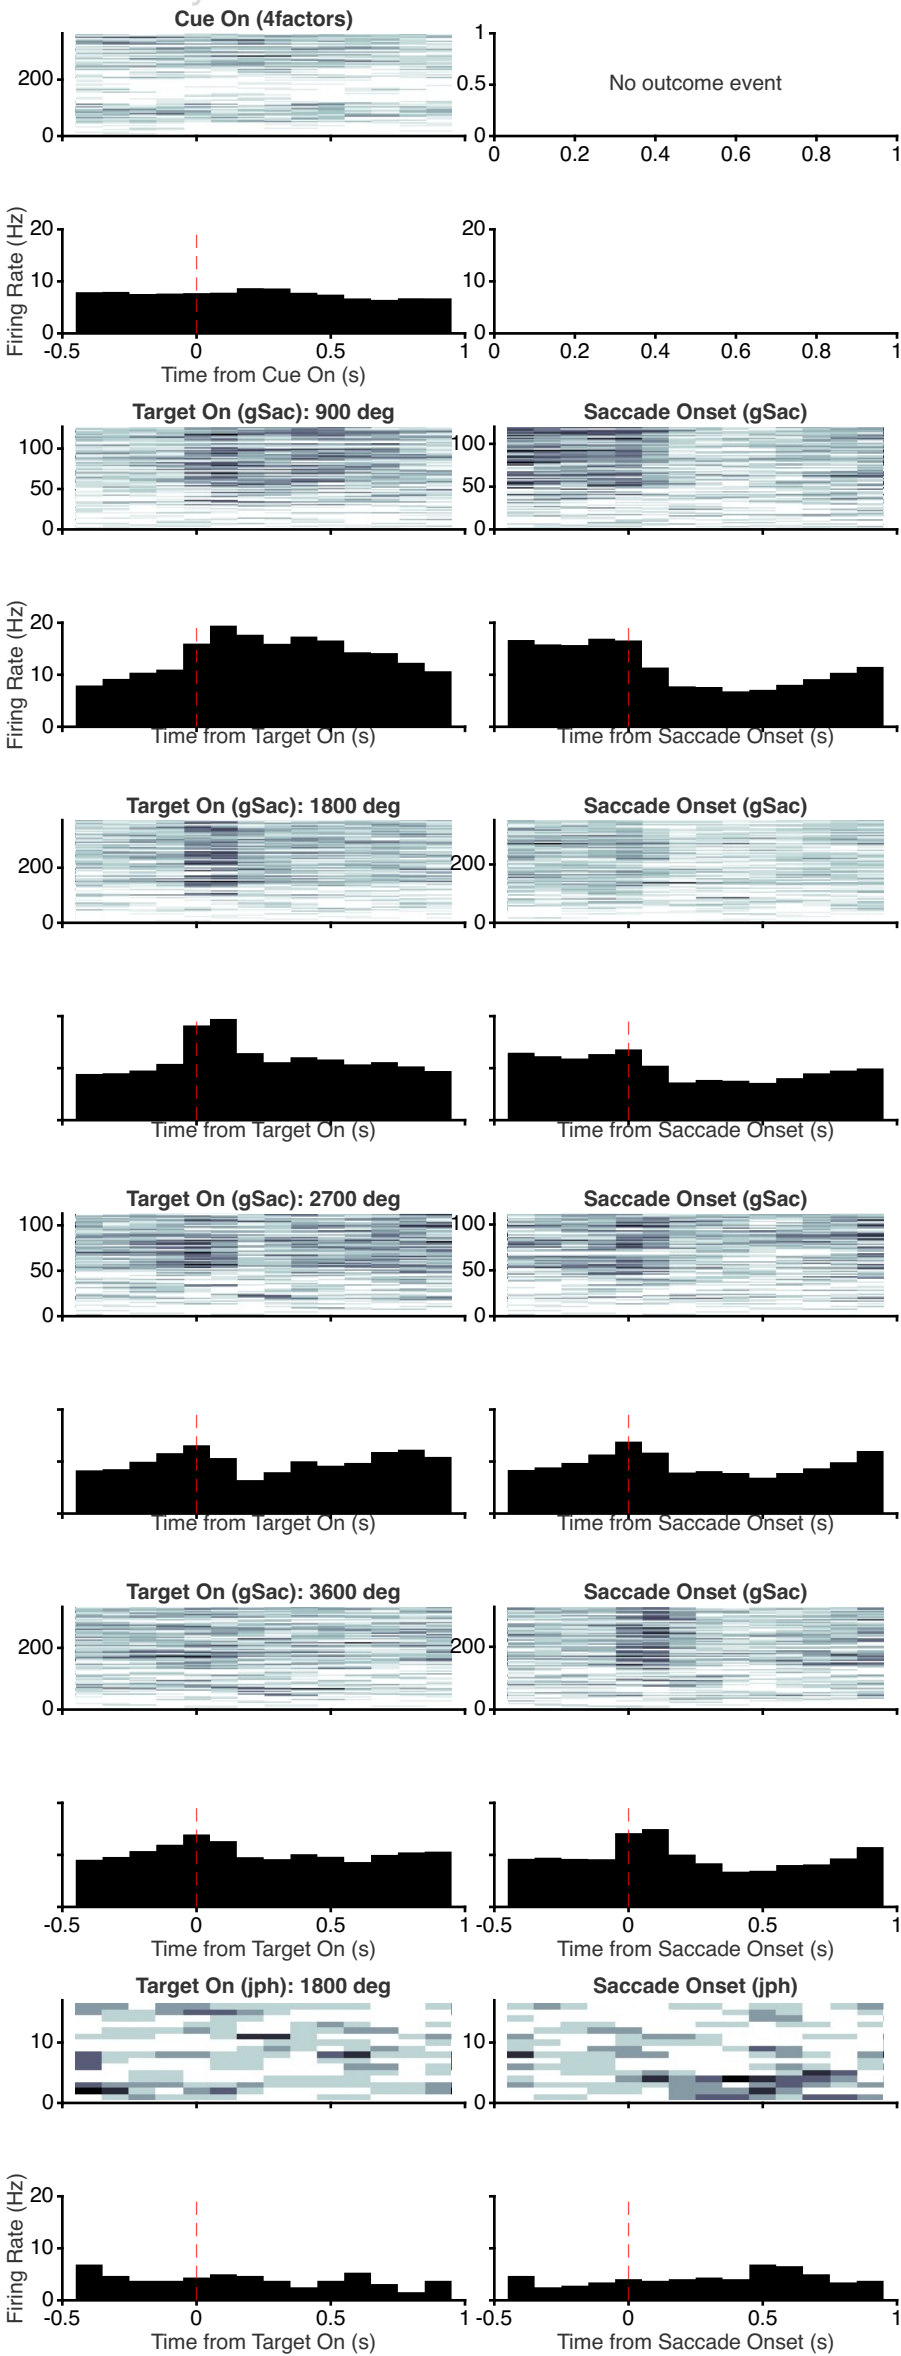 Cue On (4factors)
200
0
1
0.5
0
No outcome event
0 0.2 0.4 0.6 0.8 1
Firing Rate (Hz)
20
10
0
-0.5 0 0.5 1
Time from Cue On (s)
20
10
0
0 0.2 0.4 0.6 0.8 1
Target On (gSac): 900 deg
100
50
0
Saccade Onset (gSac)
100
50
0
Firing Rate (Hz)
20
10
0
Time from Target On (s)
Time from Saccade Onset (s)
Target On (gSac): 1800 deg
200
0
Saccade Onset (gSac)
200
0
Time from Target On (s)
Time from Saccade Onset (s)
Target On (gSac): 2700 deg
100
50
0
Saccade Onset (gSac)
100
50
0
Time from Target On (s)
Time from Saccade Onset (s)
Target On (gSac): 3600 deg
200
0
Saccade Onset (gSac)
200
0
-0.5 0 0.5 1
Time from Target On (s)
-0.5 0 0.5 1
Time from Saccade Onset (s)
Target On (jph): 1800 deg
10
0
Saccade Onset (jph)
10
0
Firing Rate (Hz)
20
10
0
-0.5 0 0.5 1
Time from Target On (s)
-0.5 0 0.5 1
Time from Saccade Onset (s)